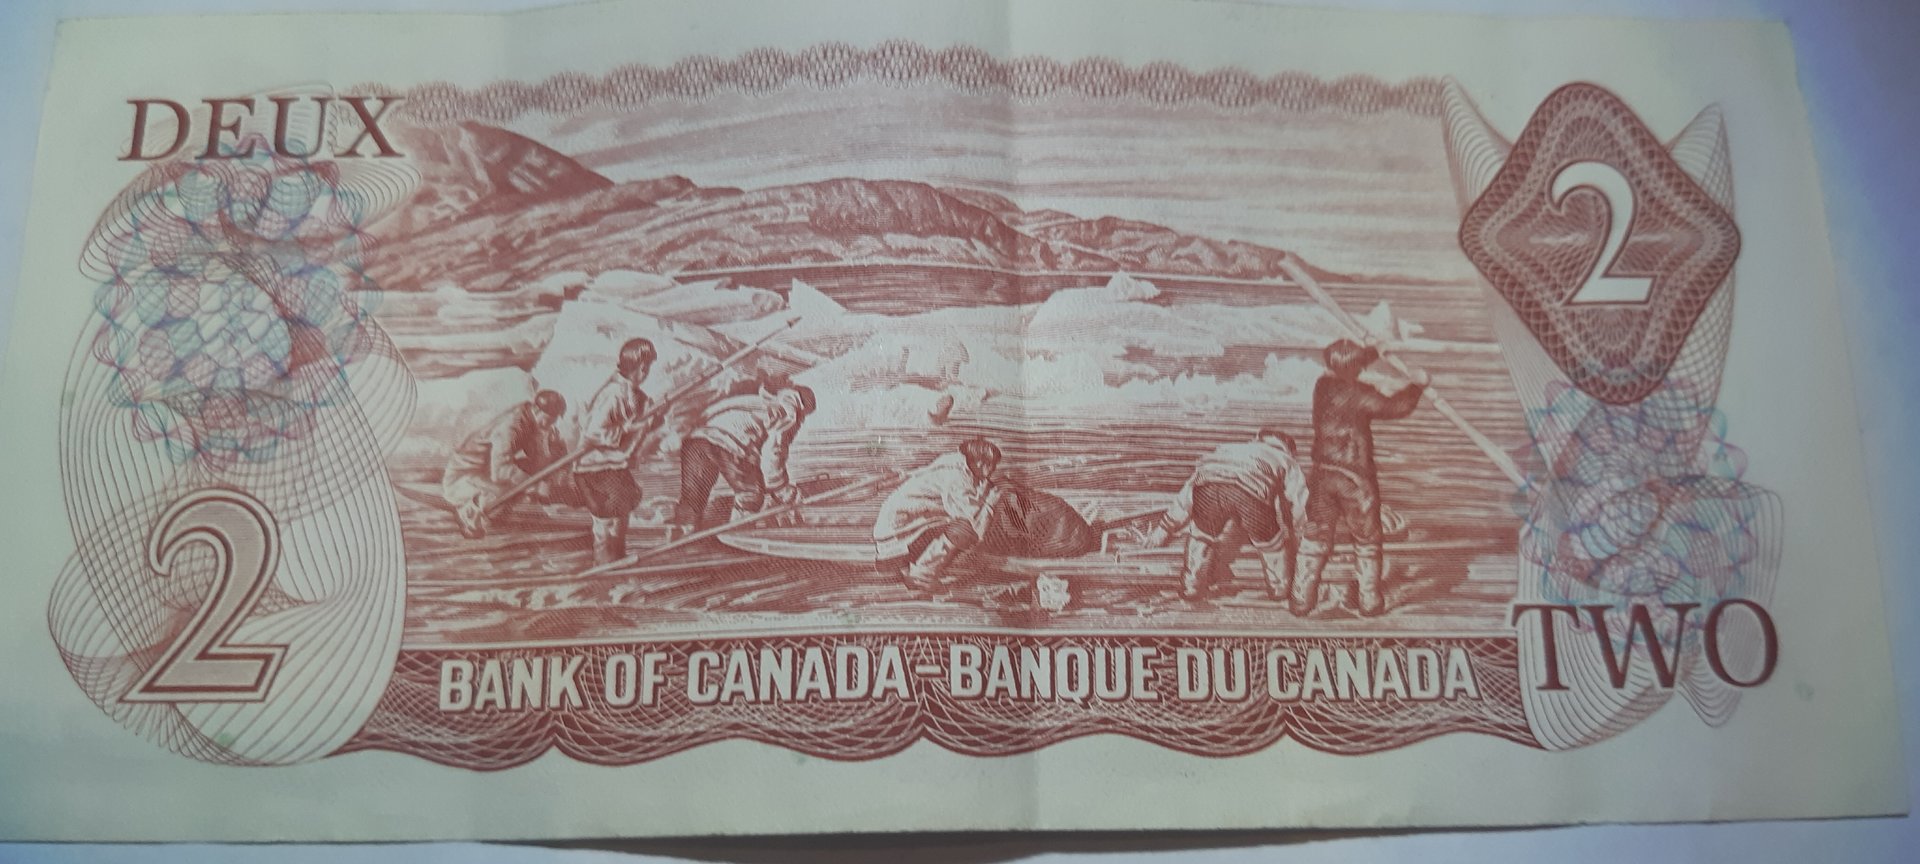 DEUX
2
2
BANK OF CANADA–BANQUE DU CANADA
TWO